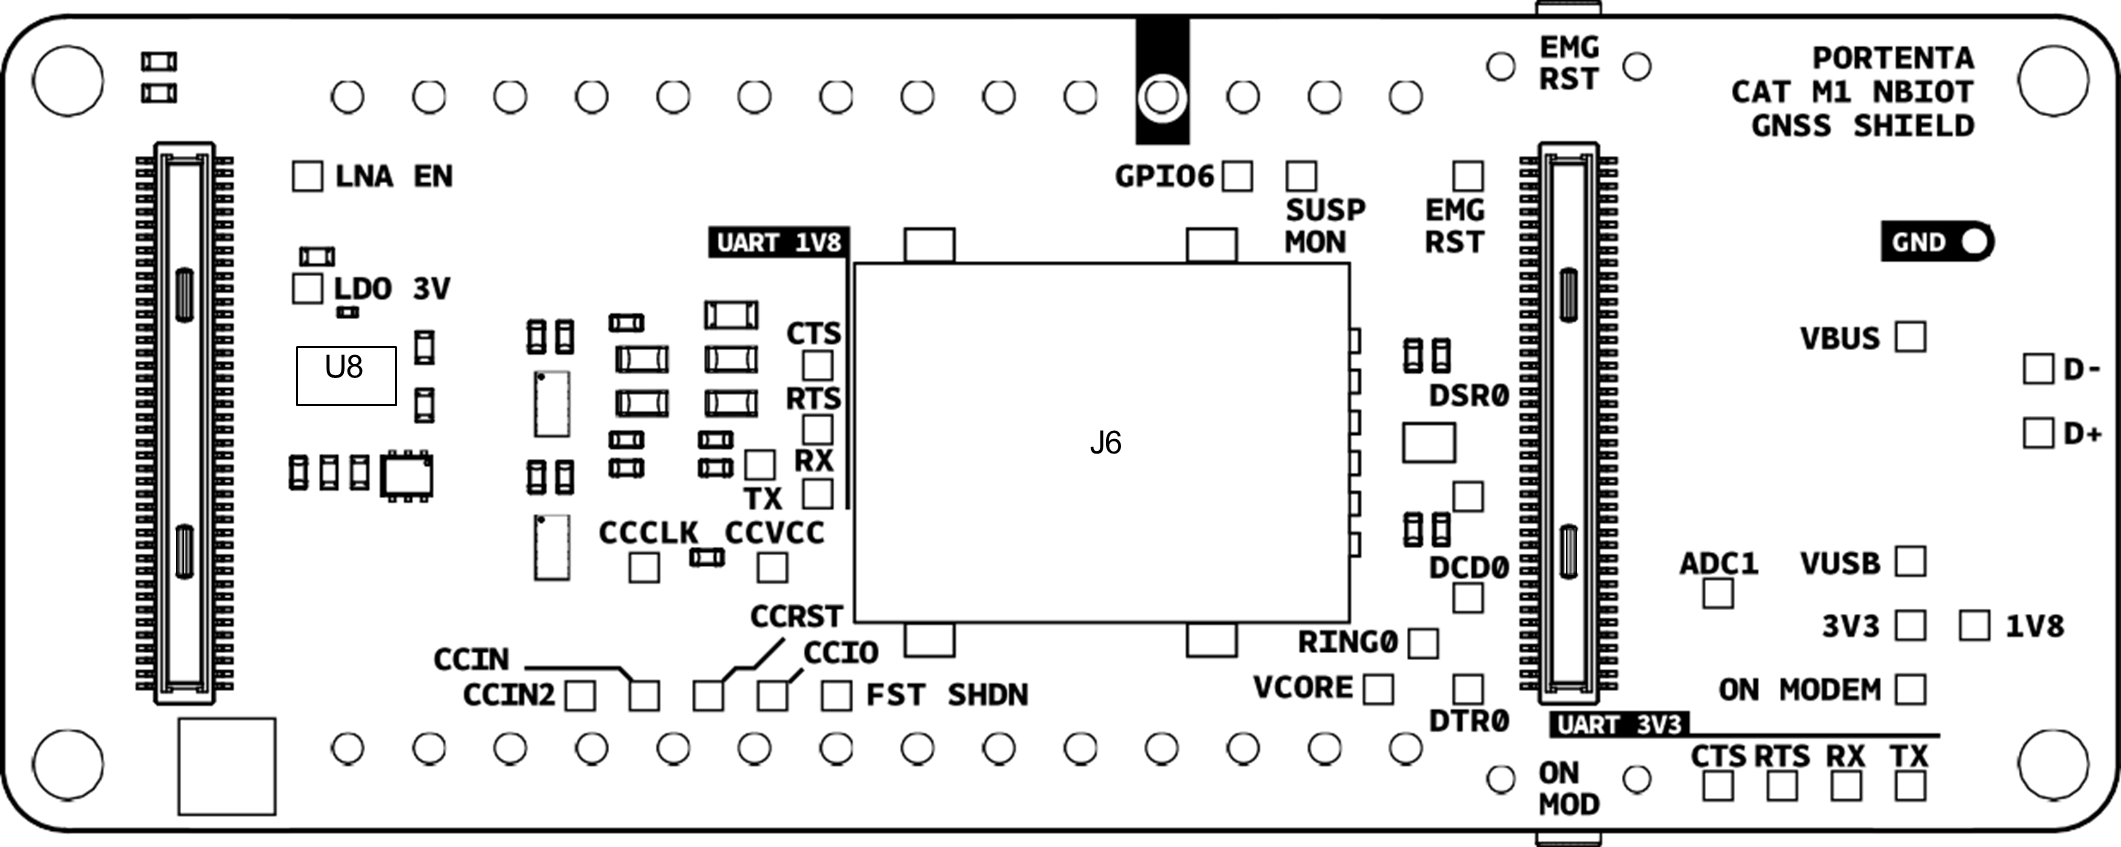 EMG
RST
PORTENTA
CAT M1 NBIOT
GNSS SHIELD
LNA EN
GPIO6
SUSP
MON
EMG
RST
UART 1V8
GND
LDO 3V
CTS
VBUS
U8
D-
RTS
DSR0
J6
D+
RX
TX
CCCLK CCVCC
DCD0
ADC1
VUSB
CCRST
3V3
1V8
RING0
CCIN
CCIO
CCIN2
FST SHDN
VCORE
ON MODEM
DTR0
UART 3V3
CTS RTS RX TX
ON
MOD